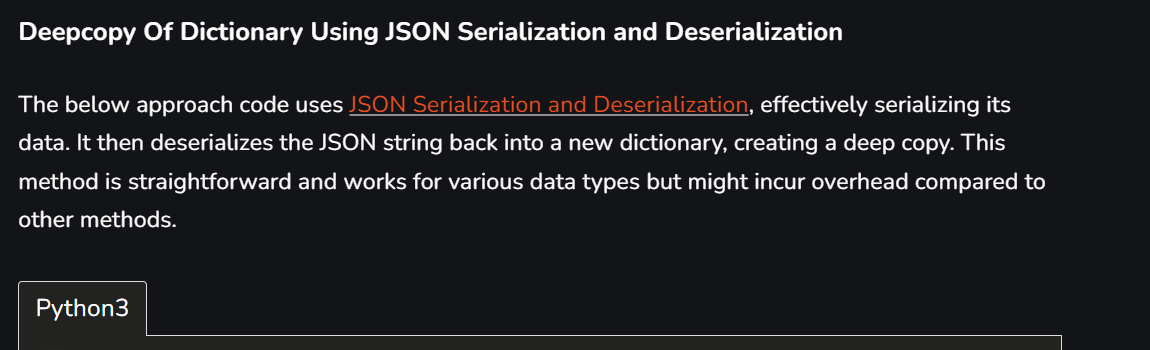 Deepcopy Of Dictionary Using JSON Serialization and Deserialization
The below approach code uses JSON Serialization and Deserialization, effectively serializing its
data. It then deserializes the JSON string back into a new dictionary, creating a deep copy. This
method is straightforward and works for various data types but might incur overhead compared to
other methods.
Python3